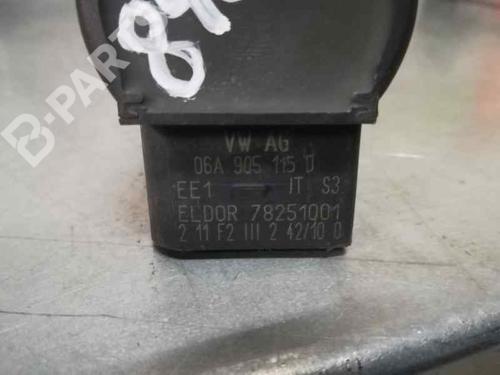 B-PARTS
VW AG
06A 905 115 D
EE1 IT S3
ELDOR 78251001
2 11 F2 III 2 42/10 0